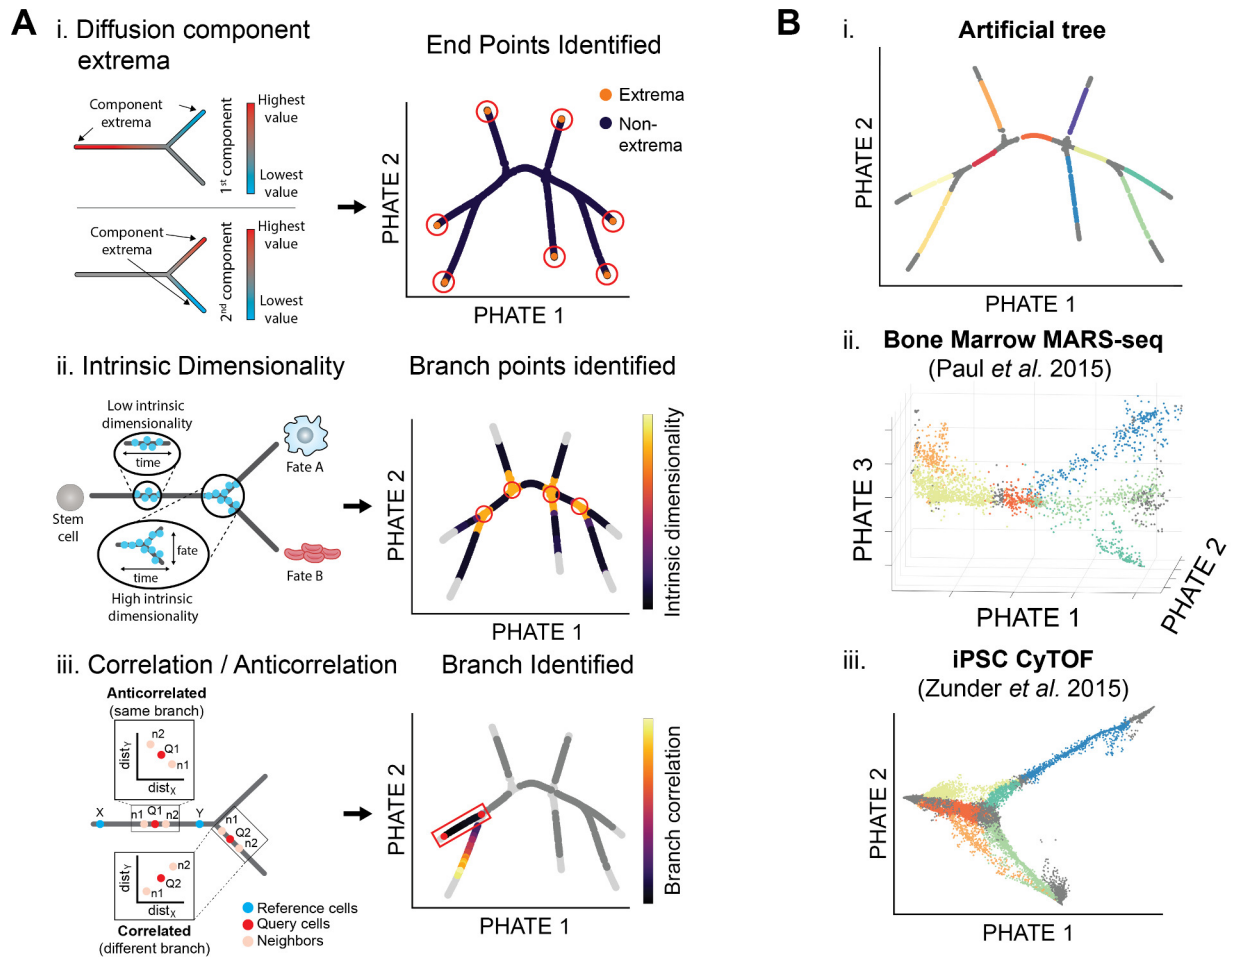 A
i. Diffusion component
extrema
End Points Identified
Component
extrema
Highest
value
1st component
Lowest
value
Extrema
Non-
extrema
PHATE 2
PHATE 1
Component
extrema
Highest
value
2nd component
Lowest
value
ii. Intrinsic Dimensionality
Branch points identified
Low intrinsic
dimensionality
time
Stem
cell
Fate A
fate
time
Fate B
High intrinsic
dimensionality
PHATE 2
PHATE 1
Intrinsic dimensionality
iii. Correlation / Anticorrelation
Branch Identified
Anticorrelated
(same branch)
n2
Q1
n1
distY
distX
X
n1
Q1
n2
Y
n1
Q2
n2
n2
Q2
n1
distY
distX
Correlated
(different branch)
Reference cells
Query cells
Neighbors
PHATE 2
PHATE 1
Branch correlation
B
i.
Artificial tree
PHATE 2
PHATE 1
ii.
Bone Marrow MARS-seq
(Paul et al. 2015)
PHATE 3
PHATE 1
PHATE 2
iii.
iPSC CyTOF
(Zunder et al. 2015)
PHATE 2
PHATE 1